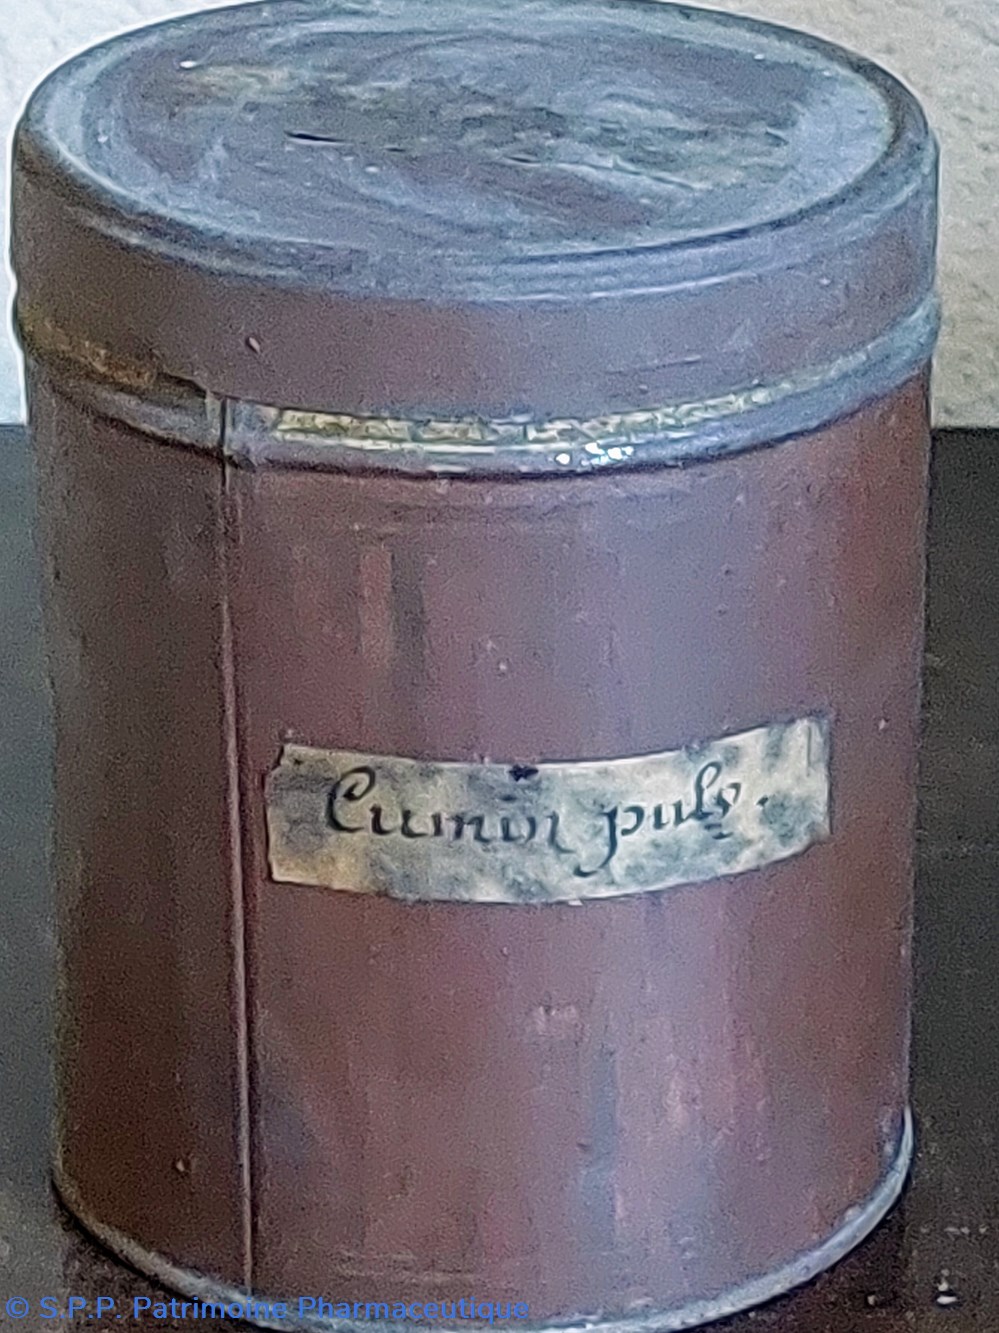 Cumin pulv.
© S.P.P. Patrimoine Pharmaceutique